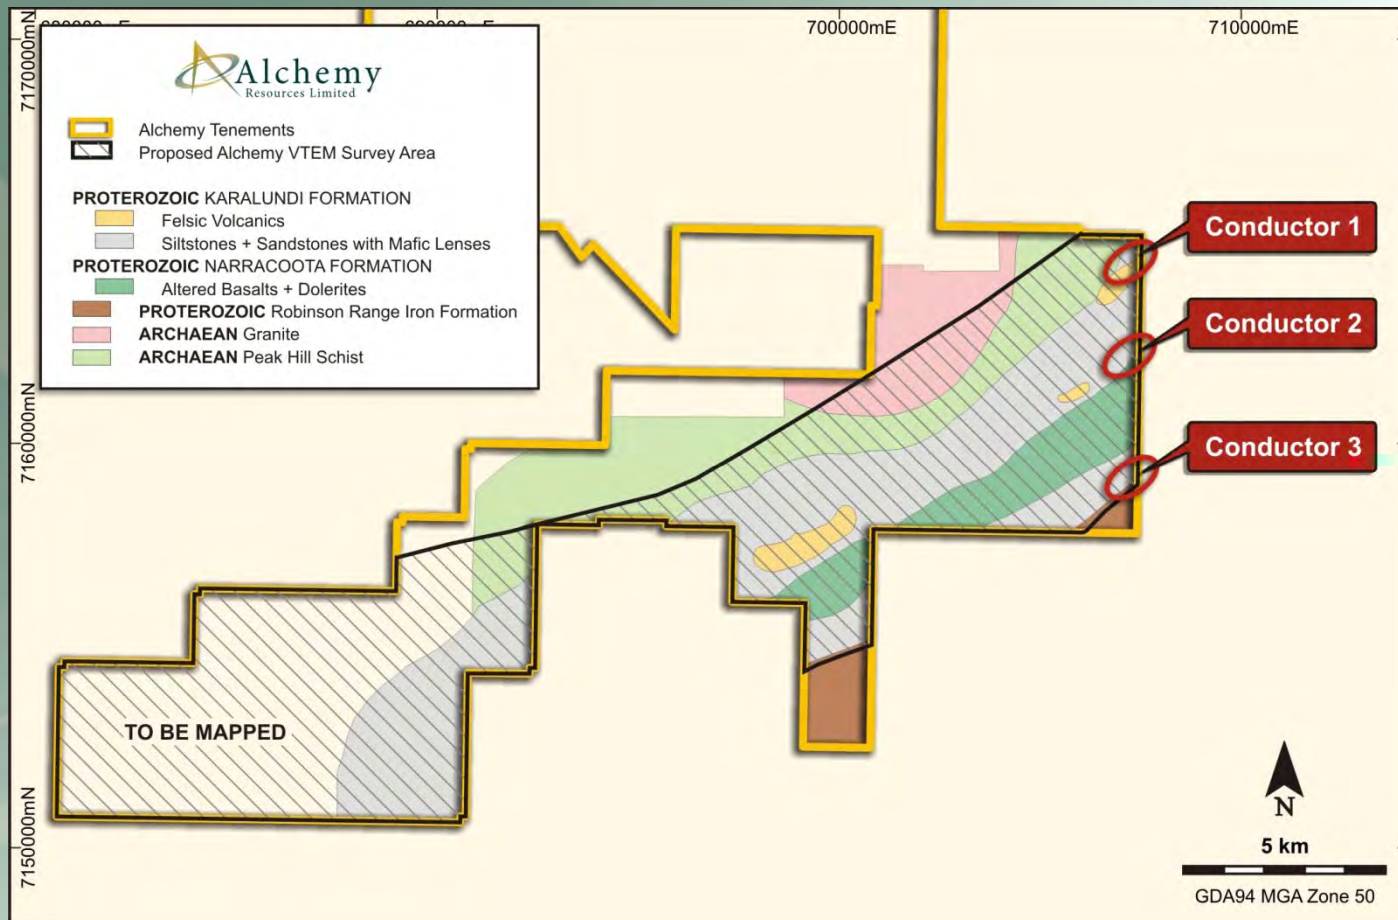 700000mE
710000mE
7170000mN
7160000mN
7150000mN
Alchemy
Resources Limited
Alchemy Tenements
Proposed Alchemy VTEM Survey Area
PROTEROZOIC KARALUNDI FORMATION
Felsic Volcanics
Siltstones + Sandstones with Mafic Lenses
PROTEROZOIC NARRACOOTA FORMATION
Altered Basalts + Dolerites
PROTEROZOIC Robinson Range Iron Formation
ARCHAEAN Granite
ARCHAEAN Peak Hill Schist
Conductor 1
Conductor 2
Conductor 3
TO BE MAPPED
N
5 km
GDA94 MGA Zone 50